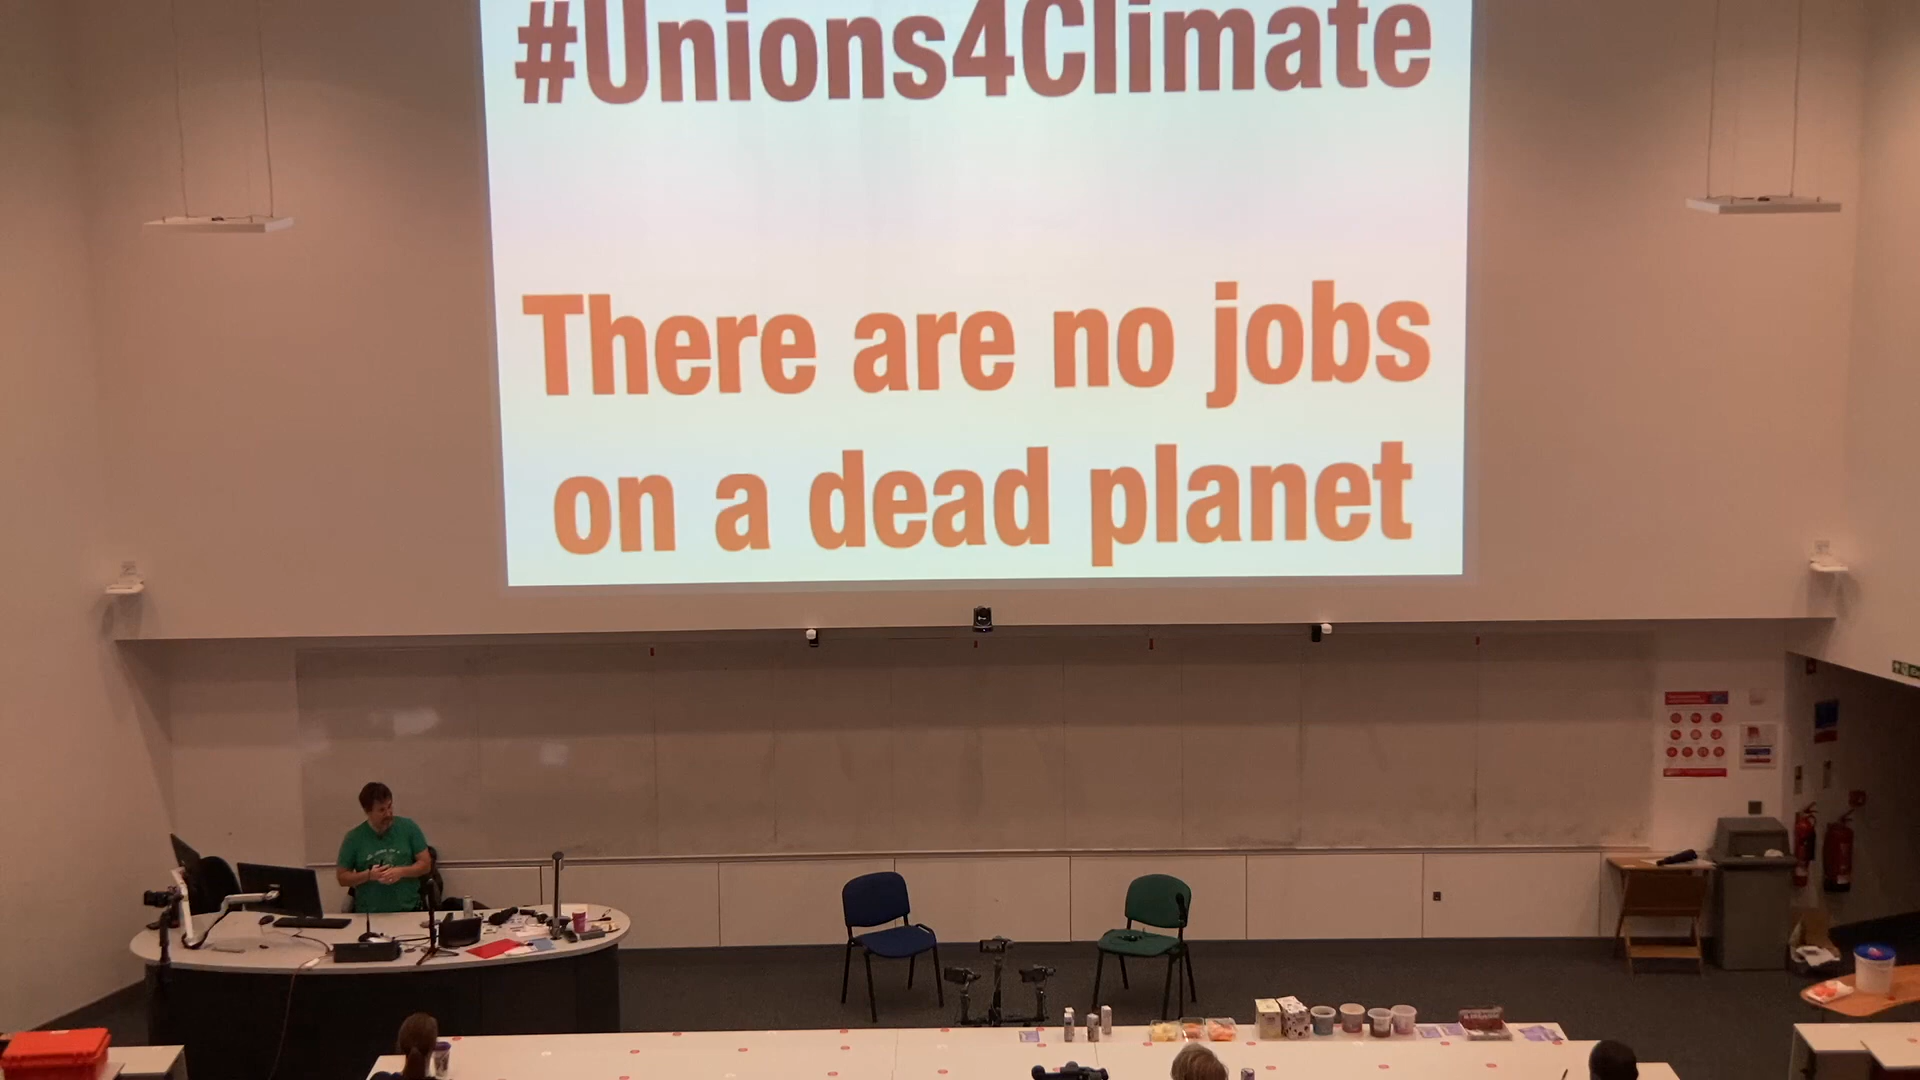 #Unions4Climate
There are no jobs
on a dead planet